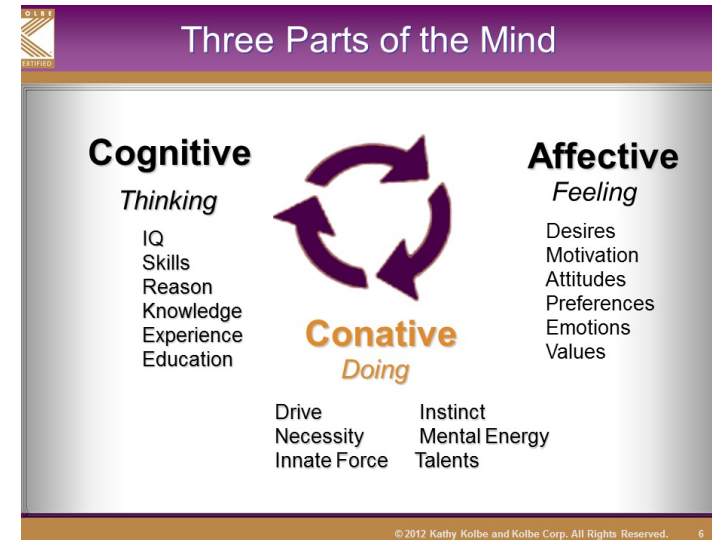 OLBE
ERTIFIED
Three Parts of the Mind
Cognitive
Thinking
IQ
Skills
Reason
Knowledge
Experience
Education
Affective
Feeling
Desires
Motivation
Attitudes
Preferences
Emotions
Values
Conative
Doing
Drive Instinct
Necessity Mental Energy
Innate Force Talents
© 2012 Kathy Kolbe and Kolbe Corp. All Rights Reserved. 6